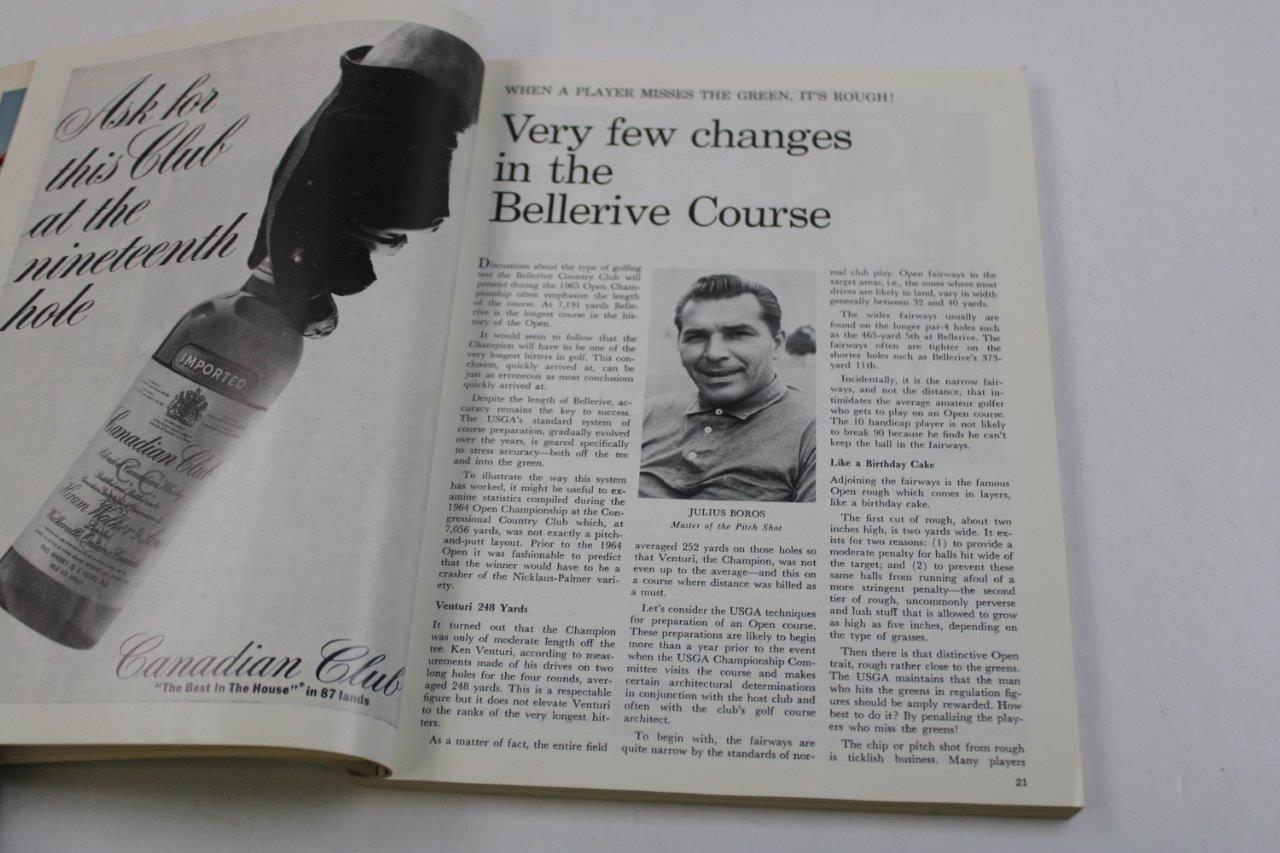 Ask for
this Club
at the
nineteenth
hole
IMPORTED
Canadian Club
Canadian Club
"The Best In The House"® in 87 lands
WHEN A PLAYER MISSES THE GREEN, IT'S ROUGH!
Very few changes
in the
Bellerive Course
Discussions about the type of golfing
test the Bellerive Country Club will
present during the 1965 Open Cham-
pionship often emphasize the length
of the course. At 7,191 yards Belle-
rive is the longest course in the his-
tory of the Open.
It would seem to follow that the
Champion will have to be one of the
very longest hitters in golf. This con-
clusion, quickly arrived at, can be
just as erroneous as most conclusions
quickly arrived at.
Despite the length of Bellerive, ac-
curacy remains the key to success.
The USGA's standard system of
course preparation, gradually evolved
over the years, is geared specifically
to stress accuracy—both off the tee
and into the green.
To illustrate the way this system
has worked, it might be useful to ex-
amine statistics compiled during the
1964 Open Championship at the Con-
gressional Country Club which, at
7,056 yards, was not exactly a pitch-
and-putt layout. Prior to the 1964
Open it was fashionable to predict
that the winner would have to be a
crasher of the Nicklaus-Palmer vari-
ety.
Venturi 248 Yards
It turned out that the Champion
was only of moderate length off the
tee. Ken Venturi, according to meas-
urements made of his drives on two
long holes for the four rounds, aver-
aged 248 yards. This is a respectable
figure but it does not elevate Venturi
to the ranks of the very longest hit-
ters.
As a matter of fact, the entire field
JULIUS BOROS
Master of the Pitch Shot
averaged 252 yards on those holes so
that Venturi, the Champion, was not
even up to the average—and this on
a course where distance was billed as
a must.
Let's consider the USGA techniques
for preparation of an Open course.
These preparations are likely to begin
more than a year prior to the event
when the USGA Championship Com-
mittee visits the course and makes
certain architectural determinations
in conjunction with the host club and
often with the club's golf course
architect.
To begin with, the fairways are
quite narrow by the standards of nor-
mal club play. Open fairways in the
target areas, i.e., the zones where most
drives are likely to land, vary in width
generally between 32 and 40 yards.
The wider fairways usually are
found on the longer par-4 holes such
as the 465-yard 5th at Bellerive. The
fairways often are tighter on the
shorter holes such as Bellerive's 373-
yard 11th.
Incidentally, it is the narrow fair-
ways, and not the distance, that in-
timidates the average amateur golfer
who gets to play on an Open course.
The 10 handicap player is not likely
to break 90 because he finds he can't
keep the ball in the fairways.
Like a Birthday Cake
Adjoining the fairways is the famous
Open rough which comes in layers,
like a birthday cake.
The first cut of rough, about two
inches high, is two yards wide. It ex-
ists for two reasons: (1) to provide a
moderate penalty for balls hit wide of
the target; and (2) to prevent these
same balls from running afoul of a
more stringent penalty—the second
tier of rough, uncommonly perverse
and lush stuff that is allowed to grow
as high as five inches, depending on
the type of grasses.
Then there is that distinctive Open
trait, rough rather close to the greens.
The USGA maintains that the man
who hits the greens in regulation fig-
ures should be amply rewarded. How
best to do it? By penalizing the play-
ers who miss the greens!
The chip or pitch shot from rough
is ticklish business. Many players
21